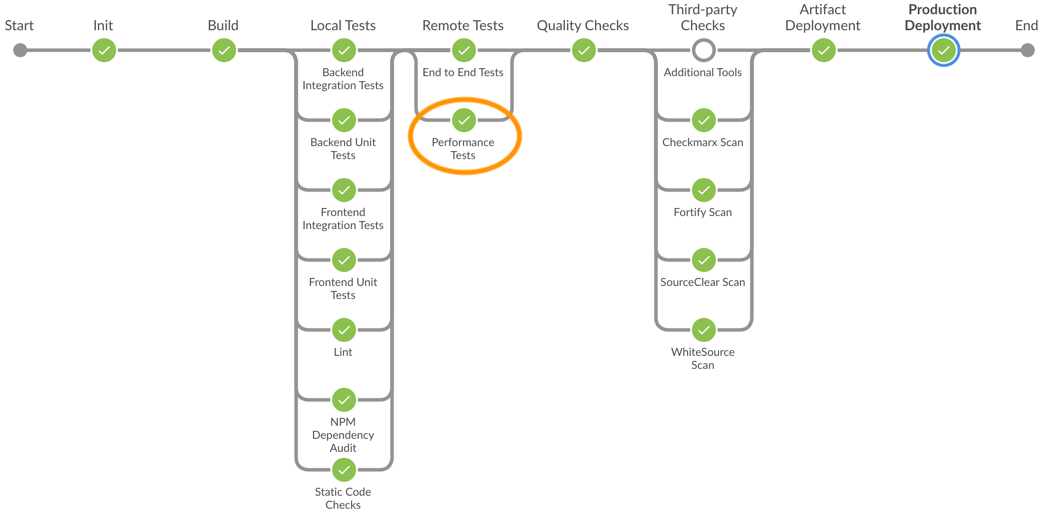 Start
Init
Build
Local Tests
Remote Tests
Quality Checks
Third-party
Checks
Artifact
Deployment
Production
Deployment
End
Backend
Integration Tests
Backend Unit
Tests
Frontend
Integration Tests
Frontend Unit
Tests
Lint
NPM
Dependency
Audit
Static Code
Checks
End to End Tests
Performance
Tests
Additional Tools
Checkmarx Scan
Fortify Scan
SourceClear Scan
WhiteSource
Scan